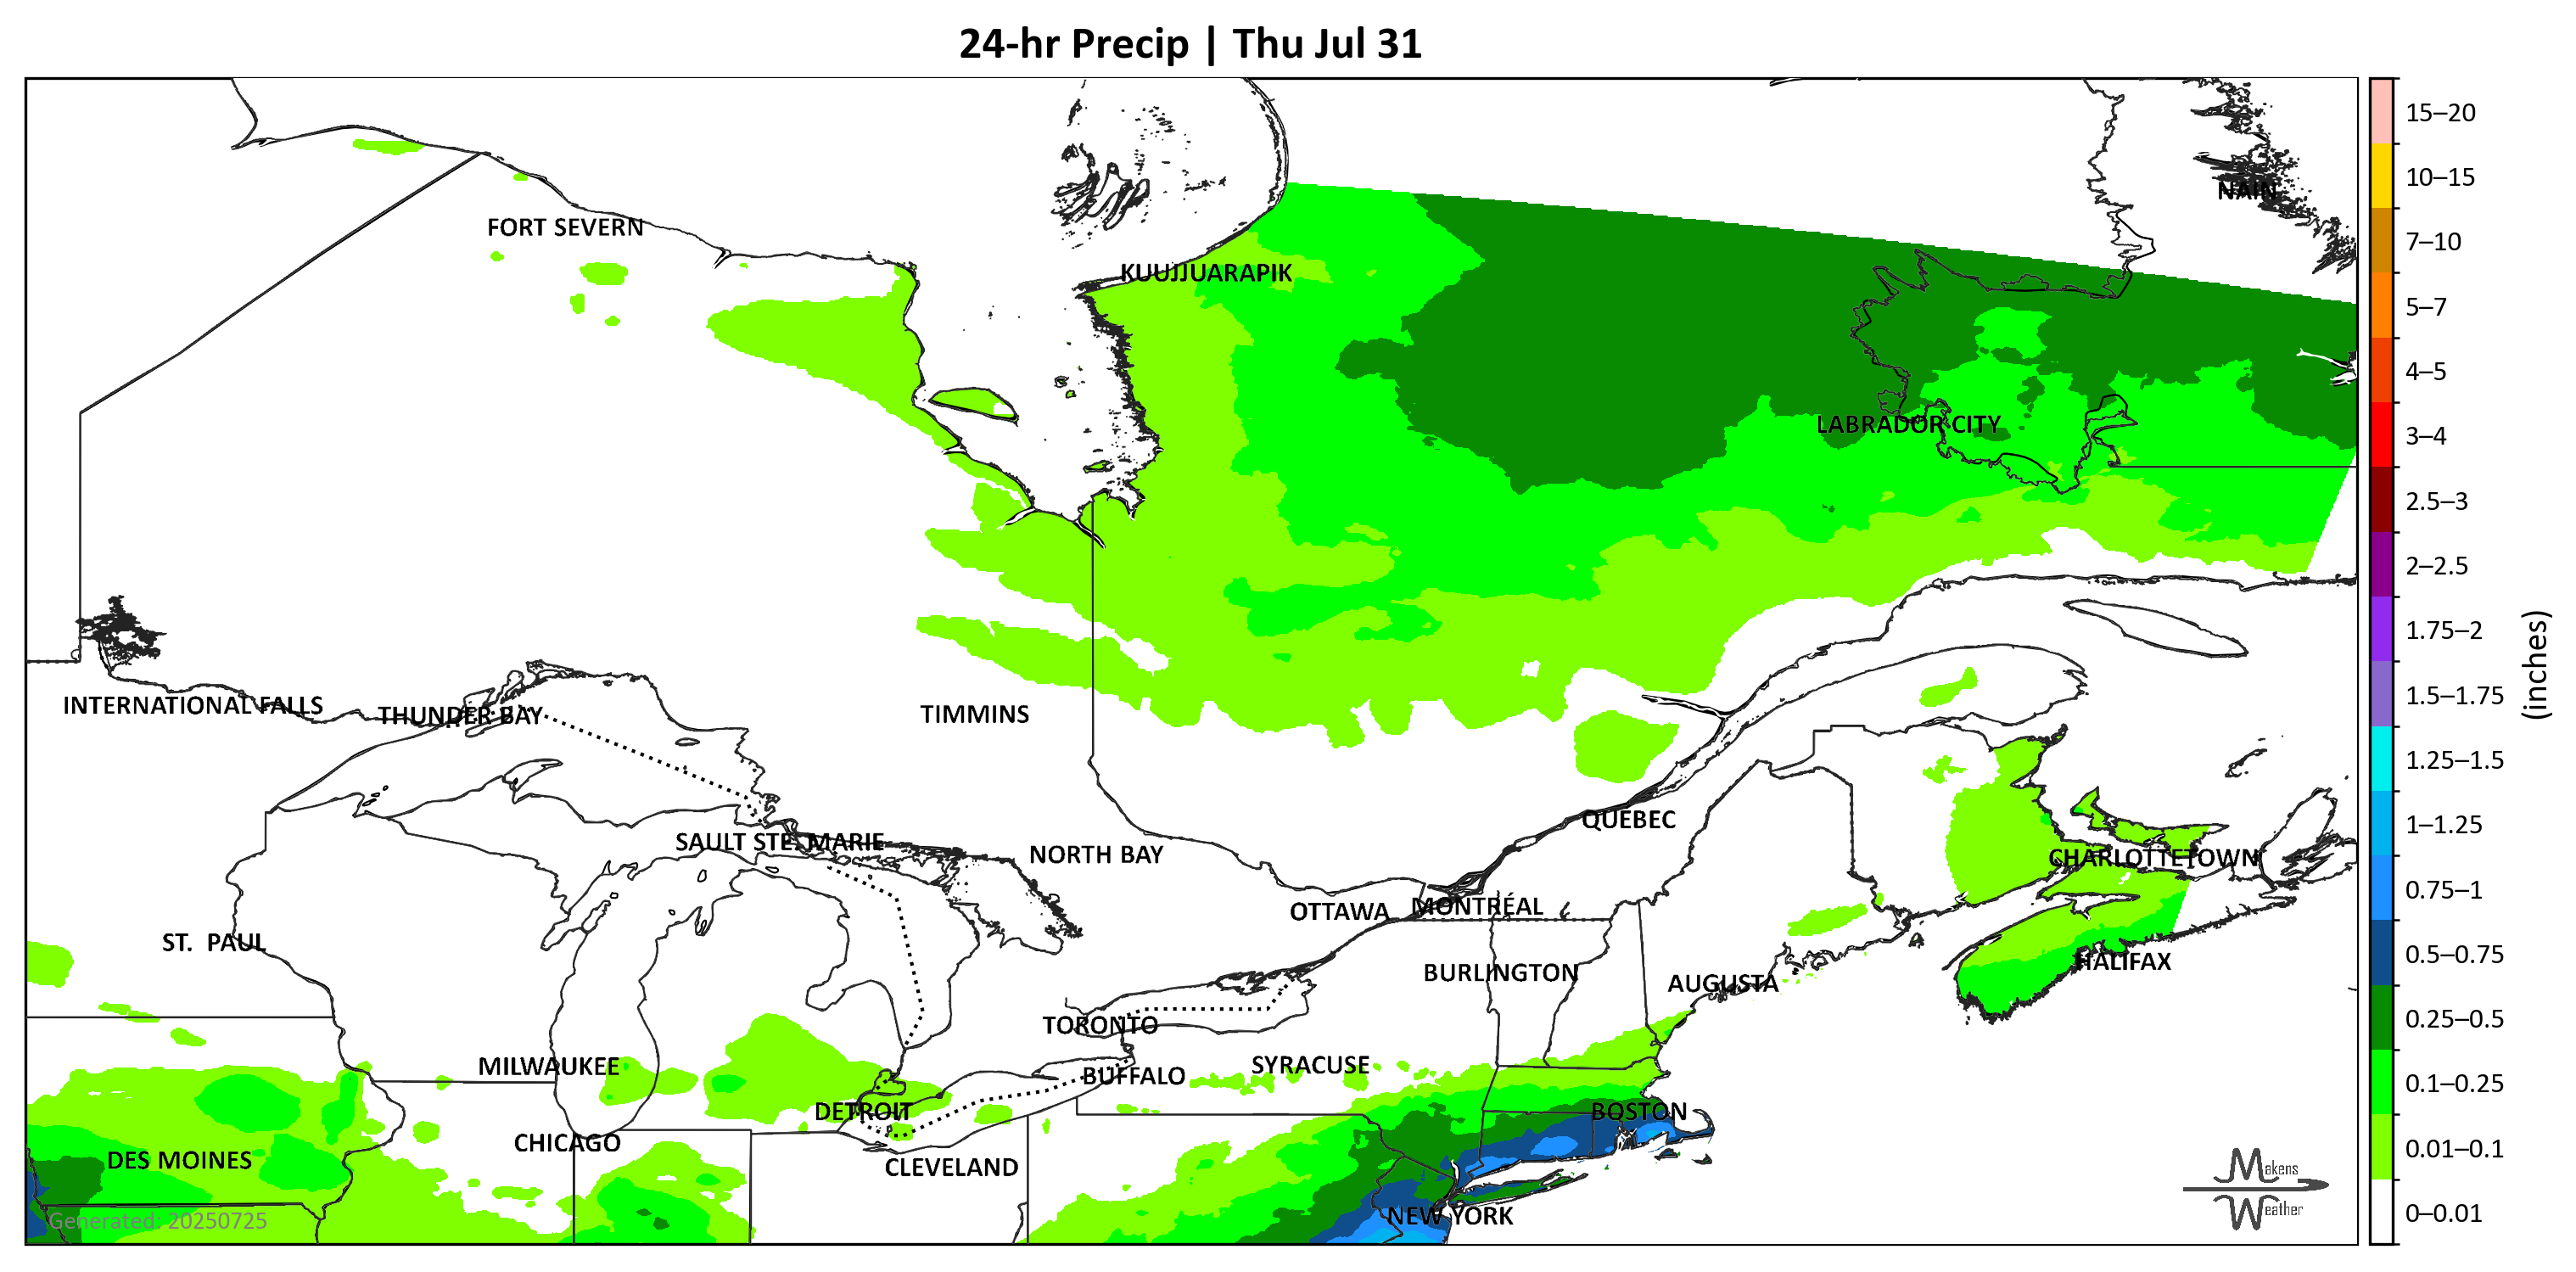 24-hr Precip | Thu Jul 31
NAIN
FORT SEVERN
KUUJJUARAPIK
LABRADOR CITY
INTERNATIONAL FALLS
THUNDER BAY
TIMMINS
QUÉBEC
SAULT STE. MARIE
NORTH BAY
CHARLOTTETOWN
OTTAWA
MONTRÉAL
ST. PAUL
HALIFAX
BURLINGTON
AUGUSTA
TORONTO
MILWAUKEE
SYRACUSE
BUFFALO
DETROIT
BOSTON
CHICAGO
DES MOINES
CLEVELAND
NEW YORK
Generated: 20250725
Makens
Weather
15–20
10–15
7–10
5–7
4–5
3–4
2.5–3
2–2.5
1.75–2
1.5–1.75
1.25–1.5
1–1.25
0.75–1
0.5–0.75
0.25–0.5
0.1–0.25
0.01–0.1
0–0.01
(inches)